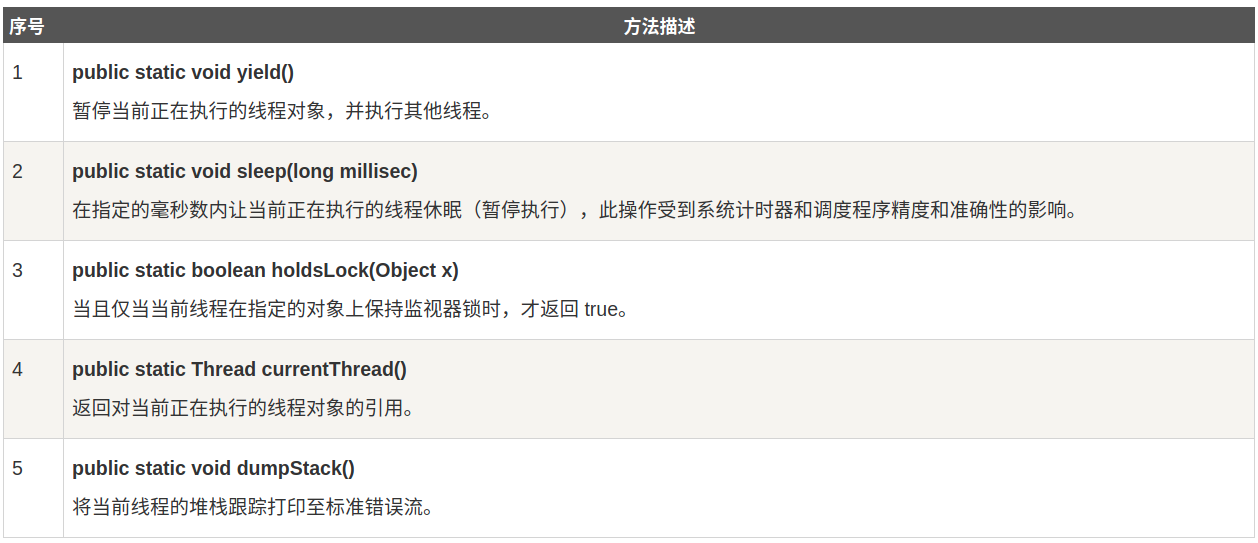 序号 方法描述
1 public static void yield()
暂停当前正在执行的线程对象，并执行其他线程。
2 public static void sleep(long millisec)
在指定的毫秒数内让当前正在执行的线程休眠（暂停执行），此操作受到系统计时器和调度程序精度和准确性的影响。
3 public static boolean holdsLock(Object x)
当且仅当当前线程在指定的对象上保持监视器锁时，才返回 true。
4 public static Thread currentThread()
返回对当前正在执行的线程对象的引用。
5 public static void dumpStack()
将当前线程的堆栈跟踪打印至标准错误流。